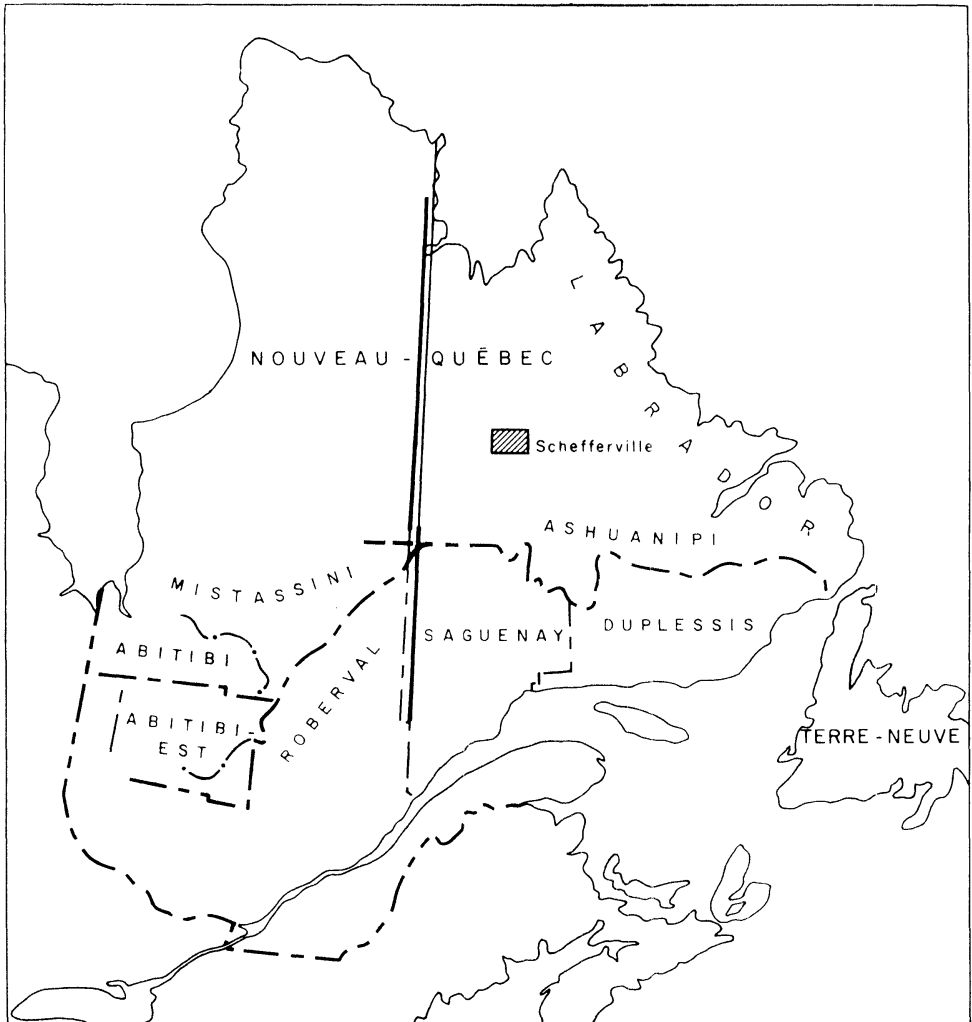 LABRADOR
NOUVEAU - QUÉBEC
Schefferville
ASHUANIPI
MISTASSINI
SAGUENAY
DUPLESSIS
ABITIBI
ROBERVAL
ABITIBI-
EST
TERRE - NEUVE